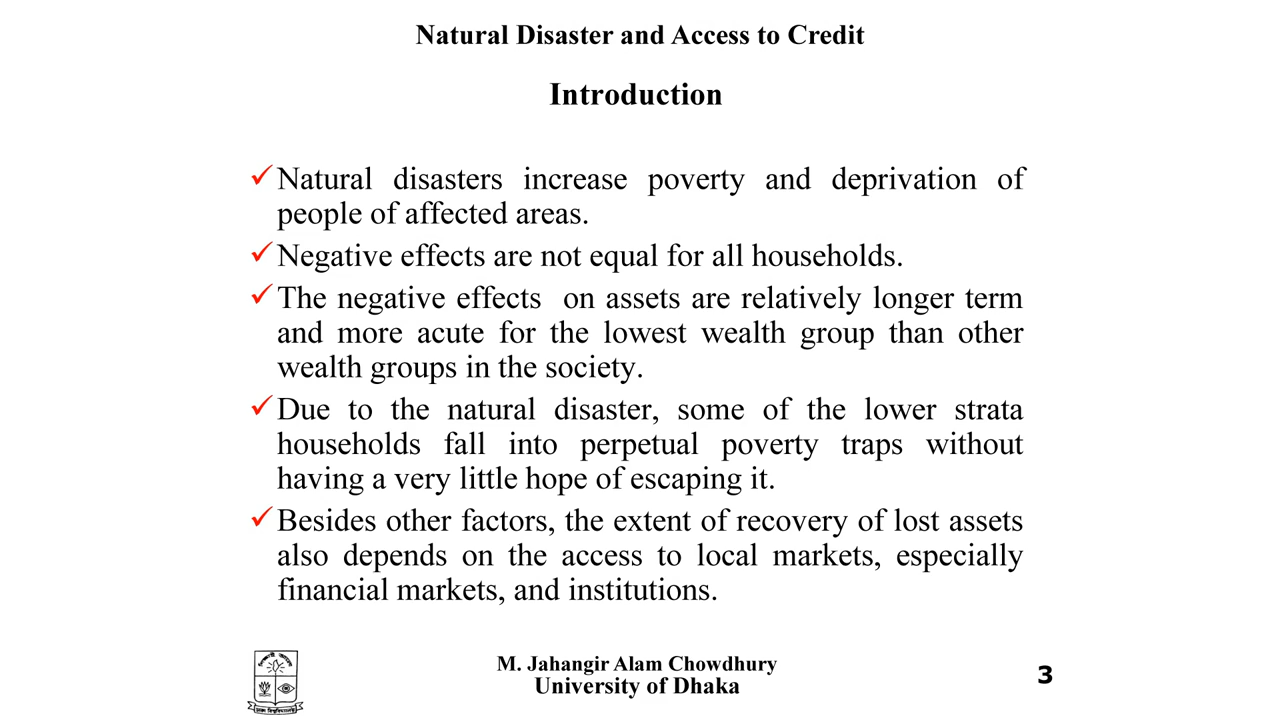 Natural Disaster and Access to Credit
Introduction
Natural disasters increase poverty and deprivation of
people of affected areas.
Negative effects are not equal for all households.
The negative effects on assets are relatively longer term
and more acute for the lowest wealth group than other
wealth groups in the society.
Due to the natural disaster, some of the lower strata
households fall into perpetual poverty traps without
having a very little hope of escaping it.
Besides other factors, the extent of recovery of lost assets
also depends on the access to local markets, especially
financial markets, and institutions.
M. Jahangir Alam Chowdhury
University of Dhaka
3